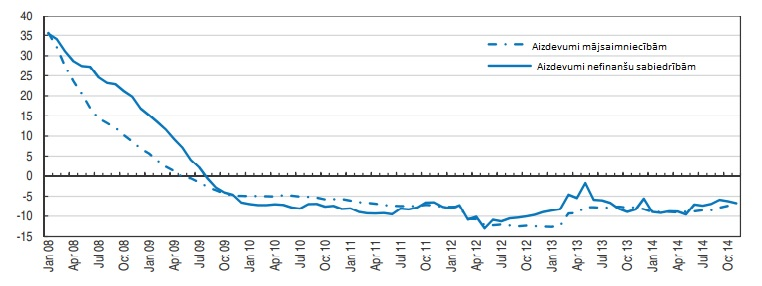 40
35
30
25
20
15
10
5
0
-5
-10
-15
Aizdevumi mājsaimniecībām
Aizdevumi nefinanšu sabiedrībām
Jan 08
Apr 08
Jul 08
Oct 08
Jan 09
Apr 09
Jul 09
Oct 09
Jan 10
Apr 10
Jul 10
Oct 10
Jan 11
Apr 11
Jul 11
Oct 11
Jan 12
Apr 12
Jul 12
Oct 12
Jan 13
Apr 13
Jul 13
Oct 13
Jan 14
Apr 14
Jul 14
Oct 14